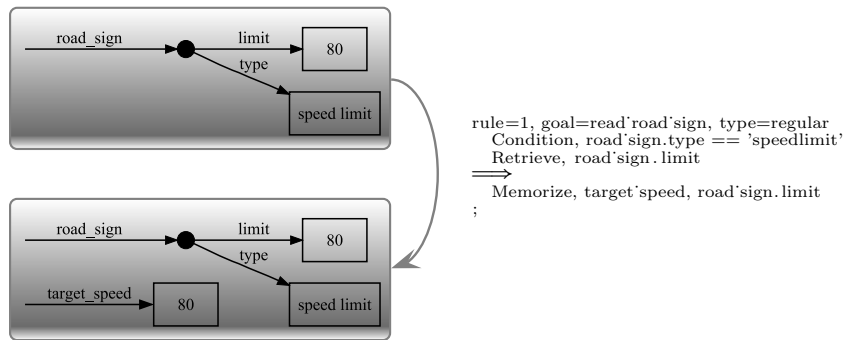 road_sign
limit
80
type
speed limit
road_sign
limit
80
type
target_speed
80
speed limit
rule=1, goal=read˙road˙sign, type=regular
Condition, road˙sign.type == 'speedlimit'
Retrieve, road˙sign.limit
⟹
Memorize, target˙speed, road˙sign.limit
;